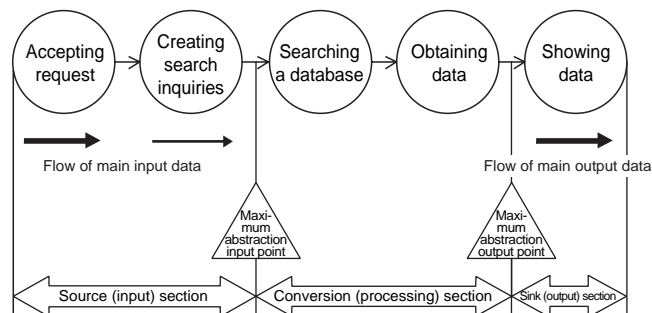 Accepting
request
Creating
search
inquiries
Searching
a database
Obtaining
data
Showing
data
Flow of main input data
Flow of main output data
Maxi-
mum
abstraction
input point
Maxi-
mum
abstraction
output point
Source (input) section
Conversion (processing) section
Sink (output) section